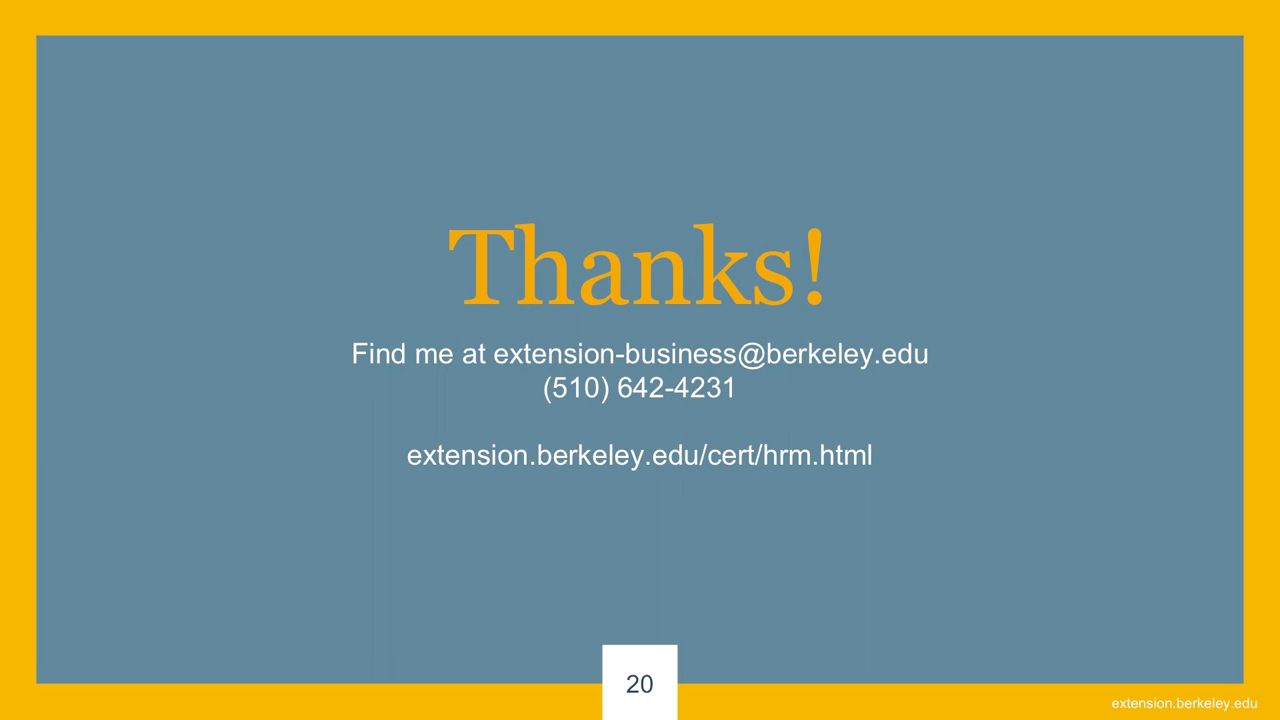 Thanks!
Find me at extension-business@berkeley.edu
(510) 642-4231
extension.berkeley.edu/cert/hrm.html
20
extension.berkeley.edu